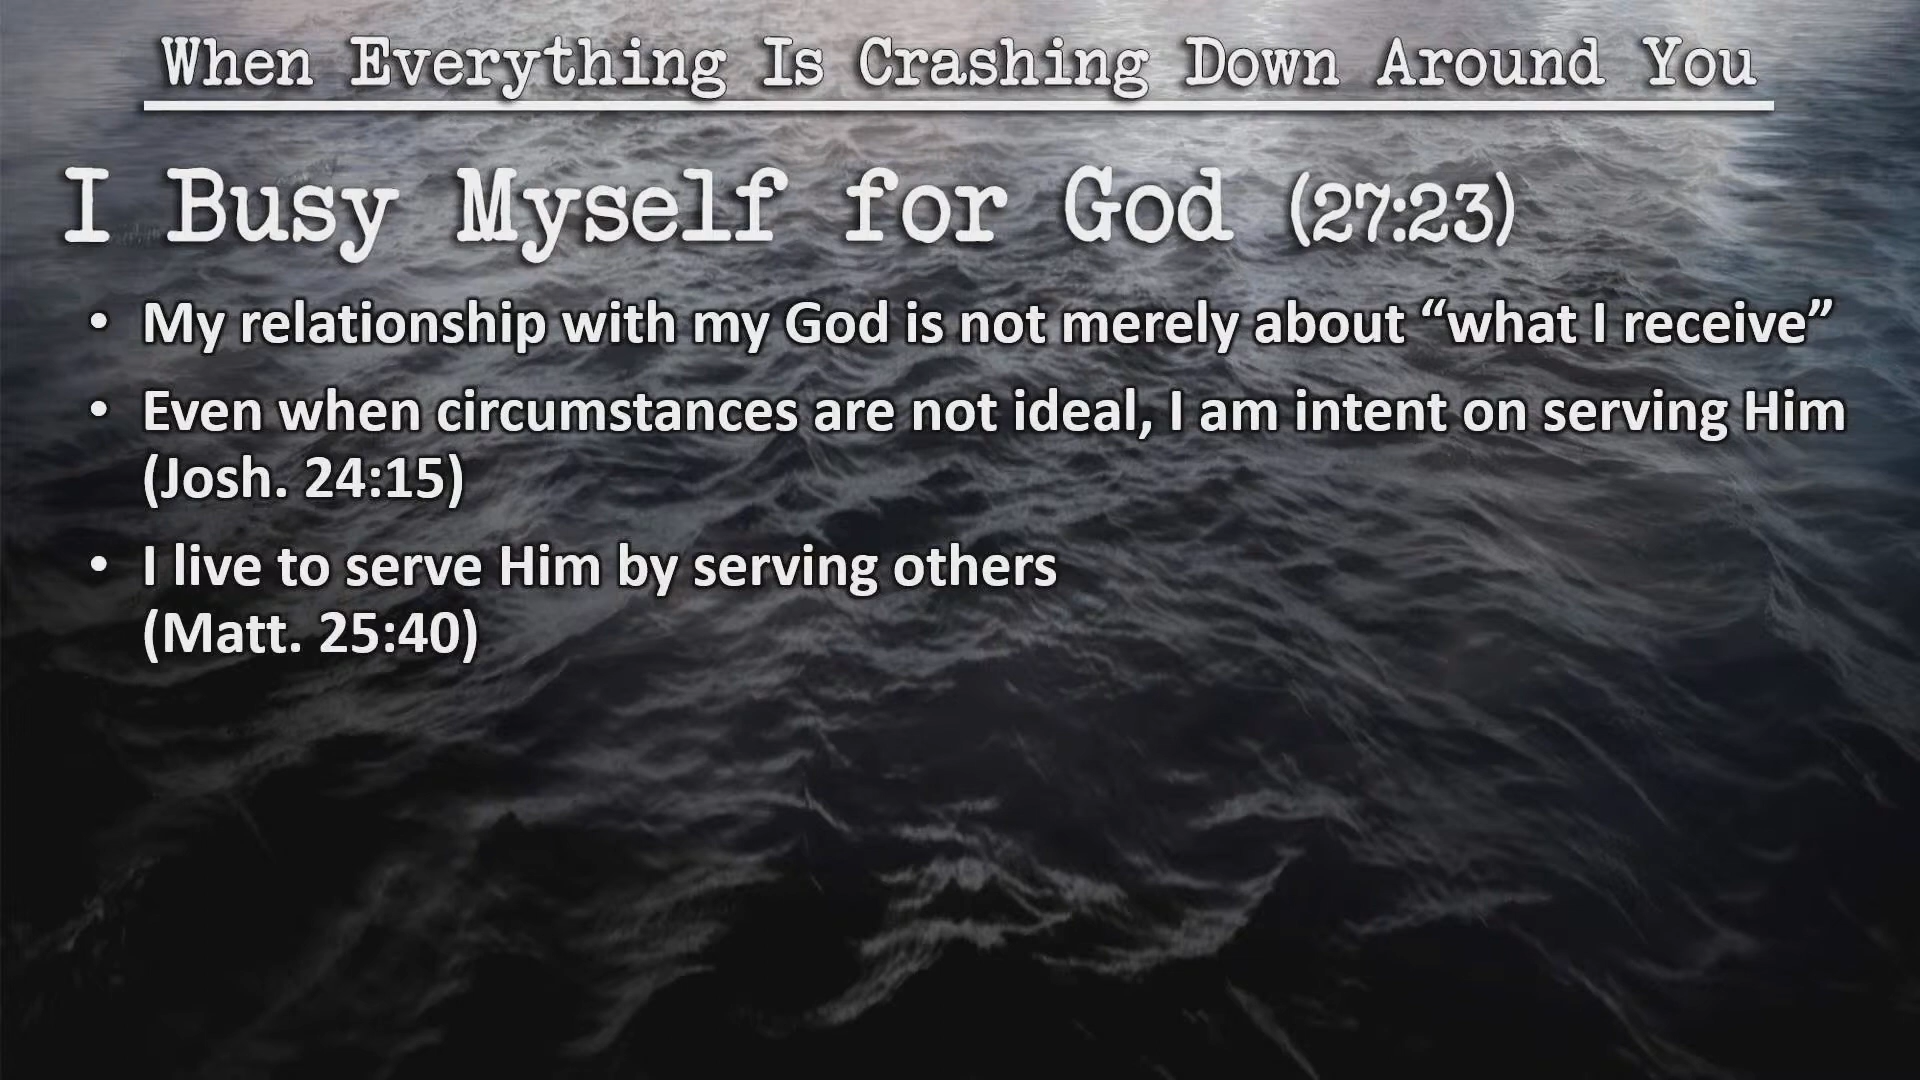 When Everything Is Crashing Down Around You
I Busy Myself for God (27:23)
• My relationship with my God is not merely about “what I receive”
• Even when circumstances are not ideal, I am intent on serving Him
(Josh. 24:15)
• I live to serve Him by serving others
(Matt. 25:40)